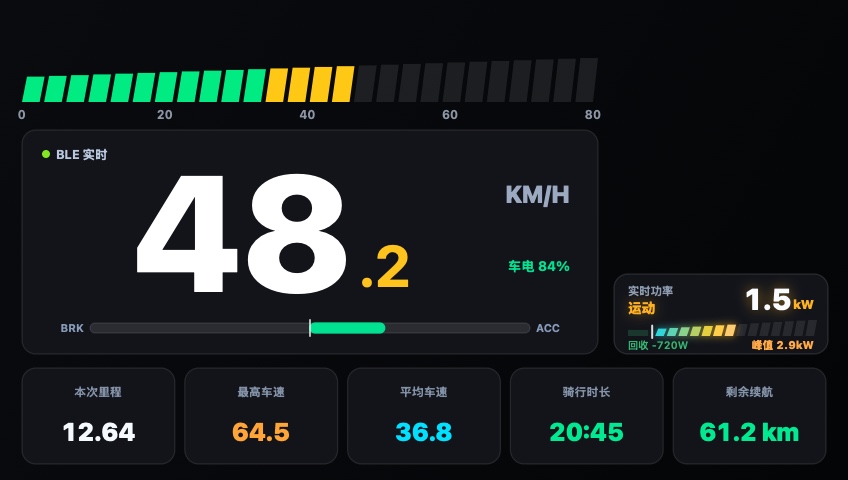 0 20 40 60 80
BLE 实时
48.2
KM/H
车电 84%
BRK ACC
实时功率
运动
1.5 kW
回收 -720W
峰值 2.9kW
本次里程
12.64
最高车速
64.5
平均车速
36.8
骑行时长
20:45
剩余续航
61.2 km